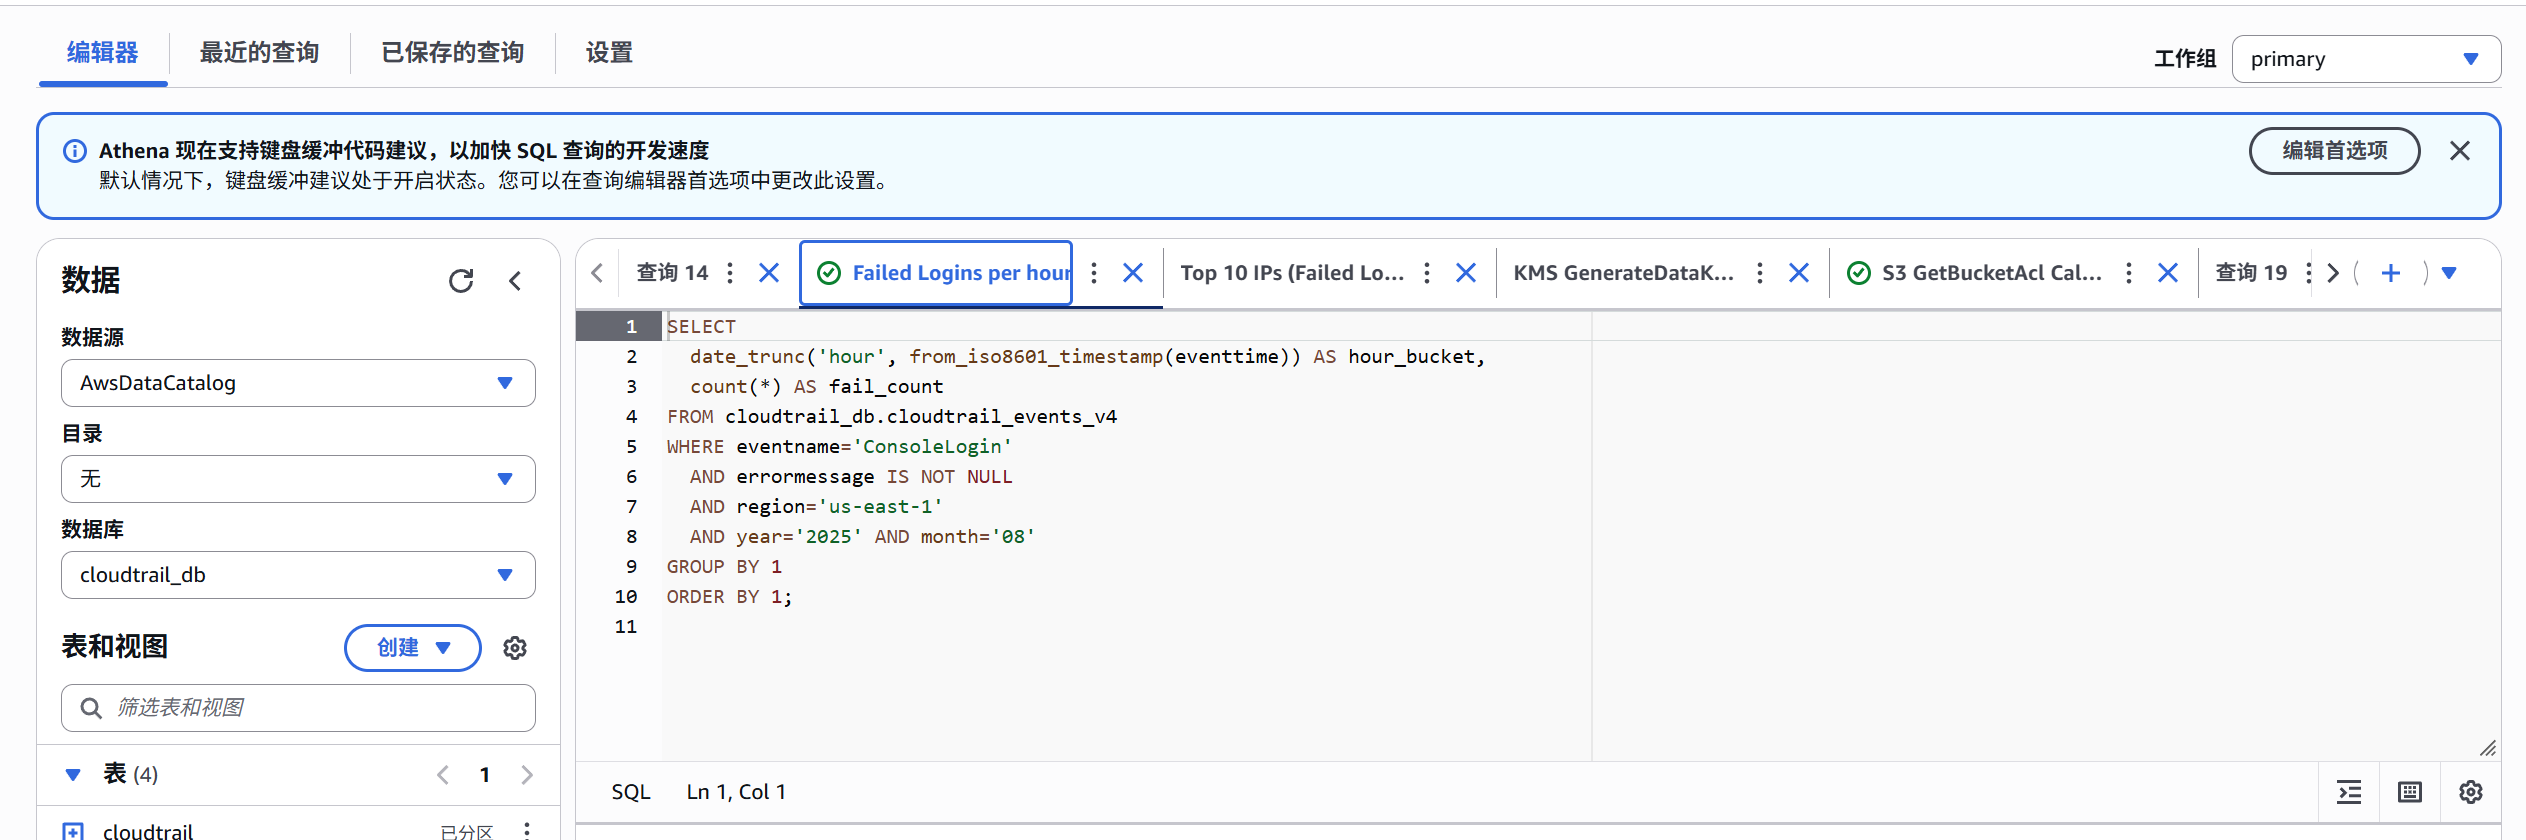 编辑器 最近的查询 已保存的查询 设置 工作组 primary
Athena 现在支持键盘缓冲代码建议，以加快 SQL 查询的开发速度
默认情况下，键盘缓冲建议处于开启状态。您可以在查询编辑器首选项中更改此设置。
编辑首选项
数据
数据源
AwsDataCatalog
目录
无
数据库
cloudtrail_db
表和视图 创建
筛选表和视图
表 (4) 1
cloudtrail 已分区
查询 14 Failed Logins per hour Top 10 IPs (Failed Lo... KMS GenerateDataK... S3 GetBucketAcl Cal... 查询 19
1 SELECT
2 date_trunc('hour', from_iso8601_timestamp(eventtime)) AS hour_bucket,
3 count(*) AS fail_count
4 FROM cloudtrail_db.cloudtrail_events_v4
5 WHERE eventname='ConsoleLogin'
6 AND errormessage IS NOT NULL
7 AND region='us-east-1'
8 AND year='2025' AND month='08'
9 GROUP BY 1
10 ORDER BY 1;
11
SQL Ln 1, Col 1